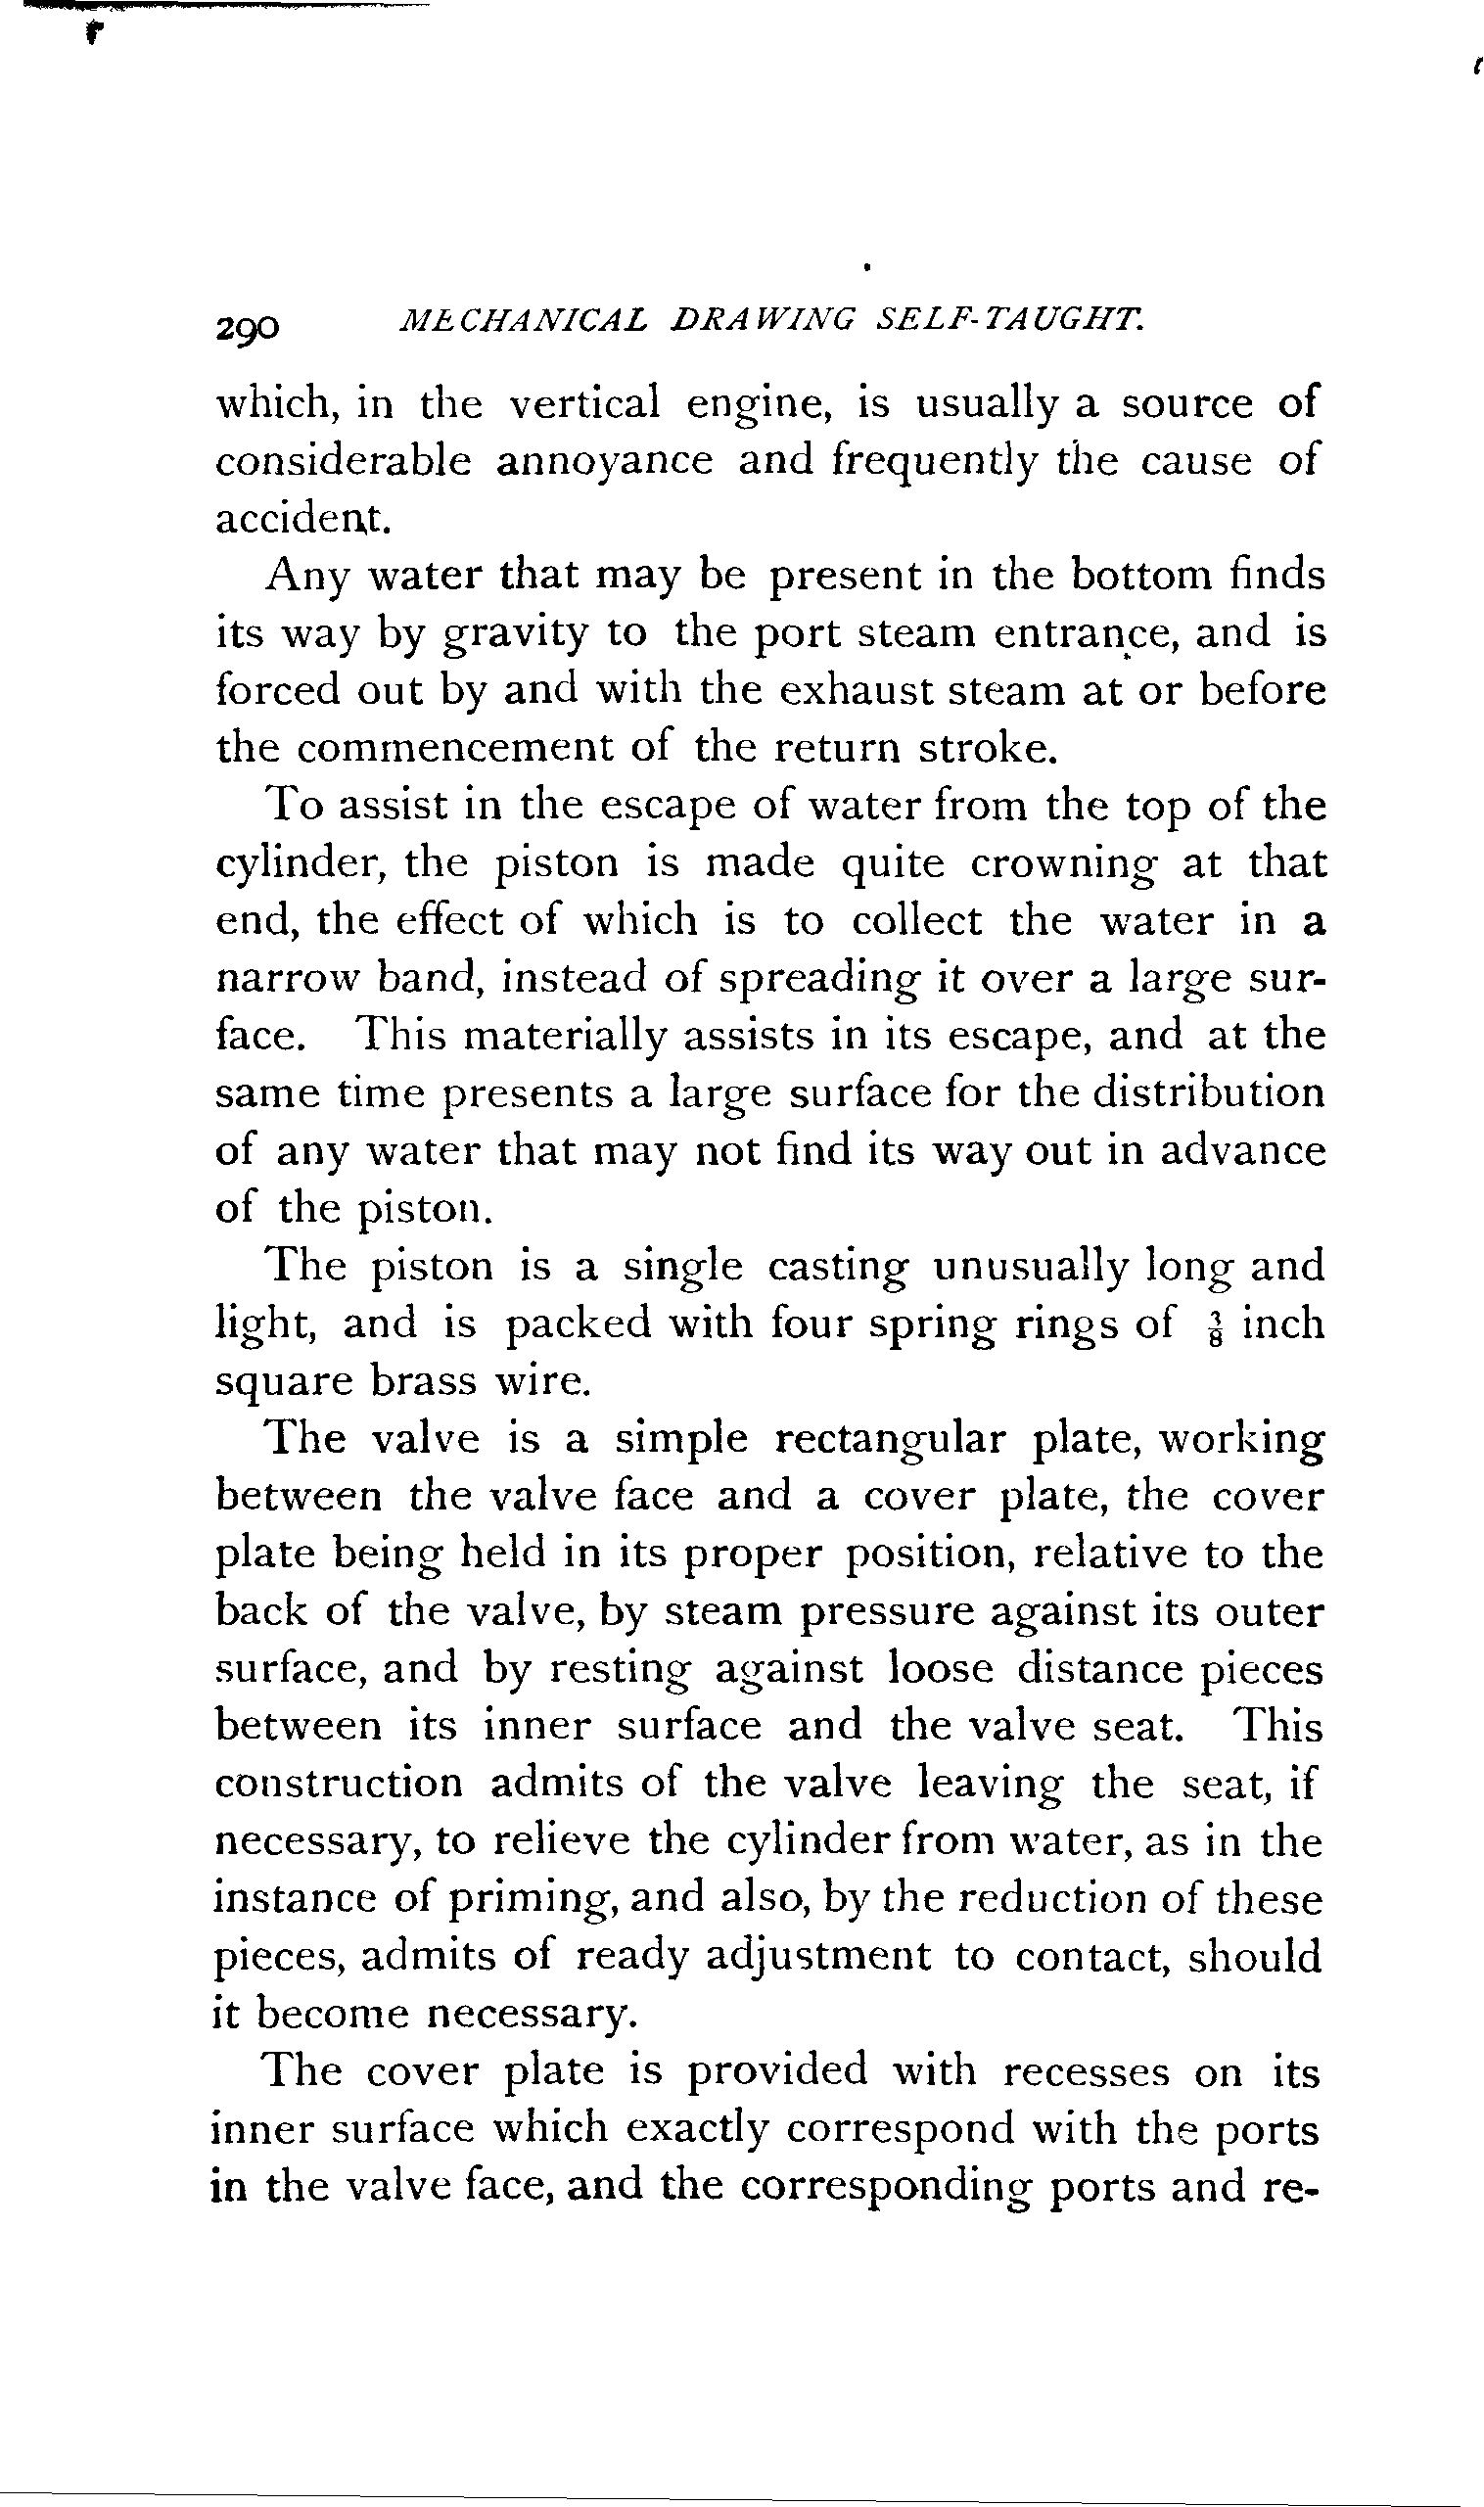 290 MECHANICAL DRAWING SELF-TAUGHT.
which, in the vertical engine, is usually a source of
considerable annoyance and frequently the cause of
accident.
Any water that may be present in the bottom finds
its way by gravity to the port steam entrance, and is
forced out by and with the exhaust steam at or before
the commencement of the return stroke.
To assist in the escape of water from the top of the
cylinder, the piston is made quite crowning at that
end, the effect of which is to collect the water in a
narrow band, instead of spreading it over a large sur-
face. This materially assists in its escape, and at the
same time presents a large surface for the distribution
of any water that may not find its way out in advance
of the piston.
The piston is a single casting unusually long and
light, and is packed with four spring rings of ⅜ inch
square brass wire.
The valve is a simple rectangular plate, working
between the valve face and a cover plate, the cover
plate being held in its proper position, relative to the
back of the valve, by steam pressure against its outer
surface, and by resting against loose distance pieces
between its inner surface and the valve seat. This
construction admits of the valve leaving the seat, if
necessary, to relieve the cylinder from water, as in the
instance of priming, and also, by the reduction of these
pieces, admits of ready adjustment to contact, should
it become necessary.
The cover plate is provided with recesses on its
inner surface which exactly correspond with the ports
in the valve face, and the corresponding ports and re-